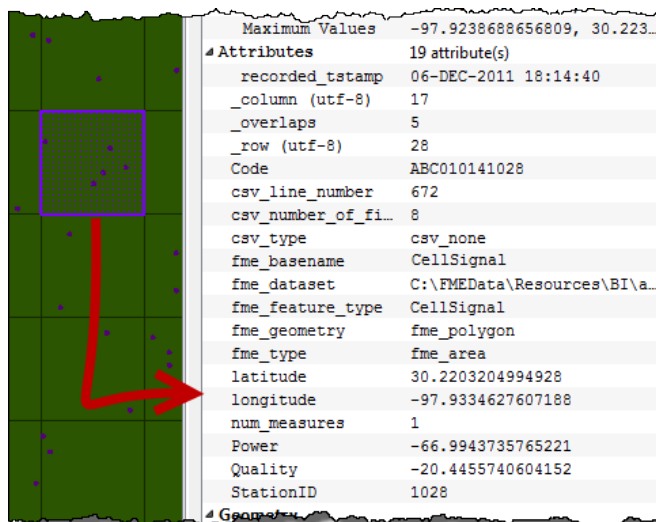 Maximum Values -97.9238688656809, 30.223...
Attributes 19 attribute(s)
recorded_tstamp 06-DEC-2011 18:14:40
_column (utf-8) 17
_overlaps 5
_row (utf-8) 28
Code ABC010141028
csv_line_number 672
csv_number_of_fi... 8
csv_type csv_none
fme_basename CellSignal
fme_dataset C:\FMEData\Resources\BI\a...
fme_feature_type CellSignal
fme_geometry fme_polygon
fme_type fme_area
latitude 30.2203204994928
longitude -97.9334627607188
num_measures 1
Power -66.9943735765221
Quality -20.4455740604152
StationID 1028
Geometry